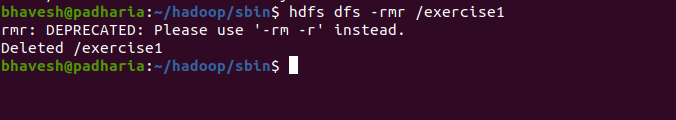 bhavesh@padharia:~/hadoop/sbin$ hdfs dfs -rmr /exercise1
rmr: DEPRECATED: Please use '-rm -r' instead.
Deleted /exercise1
bhavesh@padharia:~/hadoop/sbin$